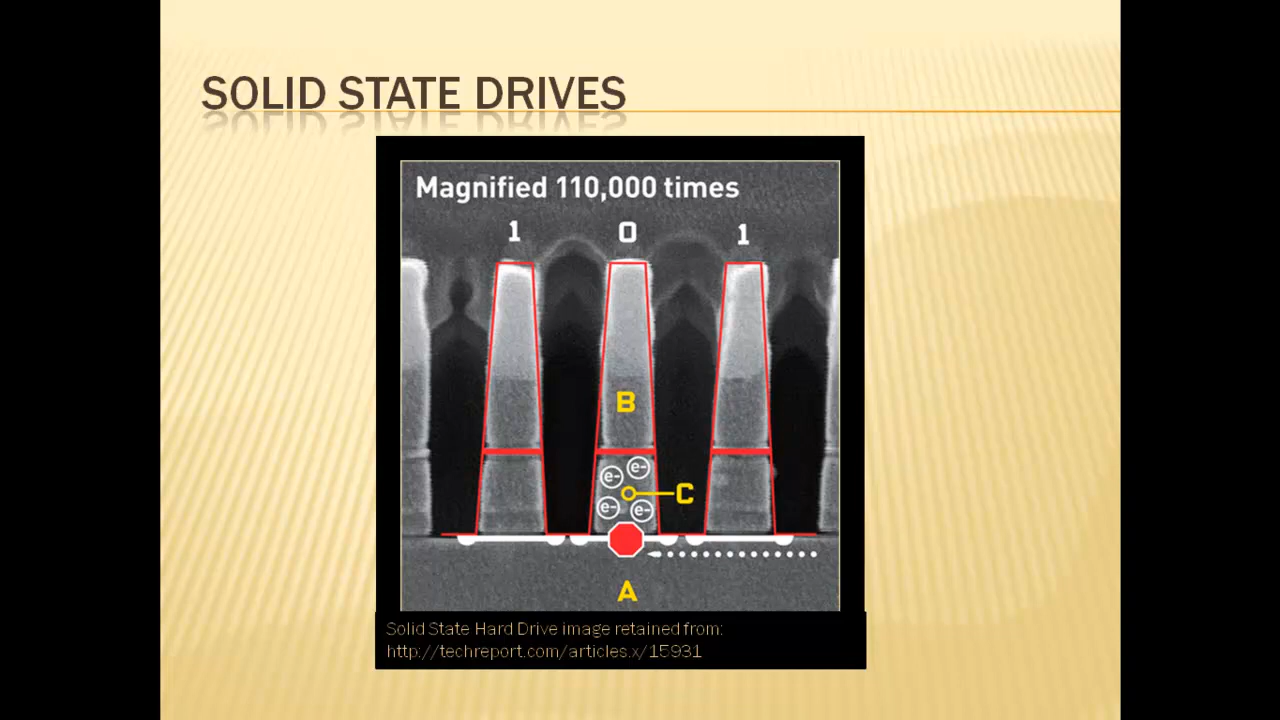 SOLID STATE DRIVES
Magnified 110,000 times
1 0 1
B
e- e-
C
e- e-
A
Solid State Hard Drive image retained from:
http://techreport.com/articles.x/15931